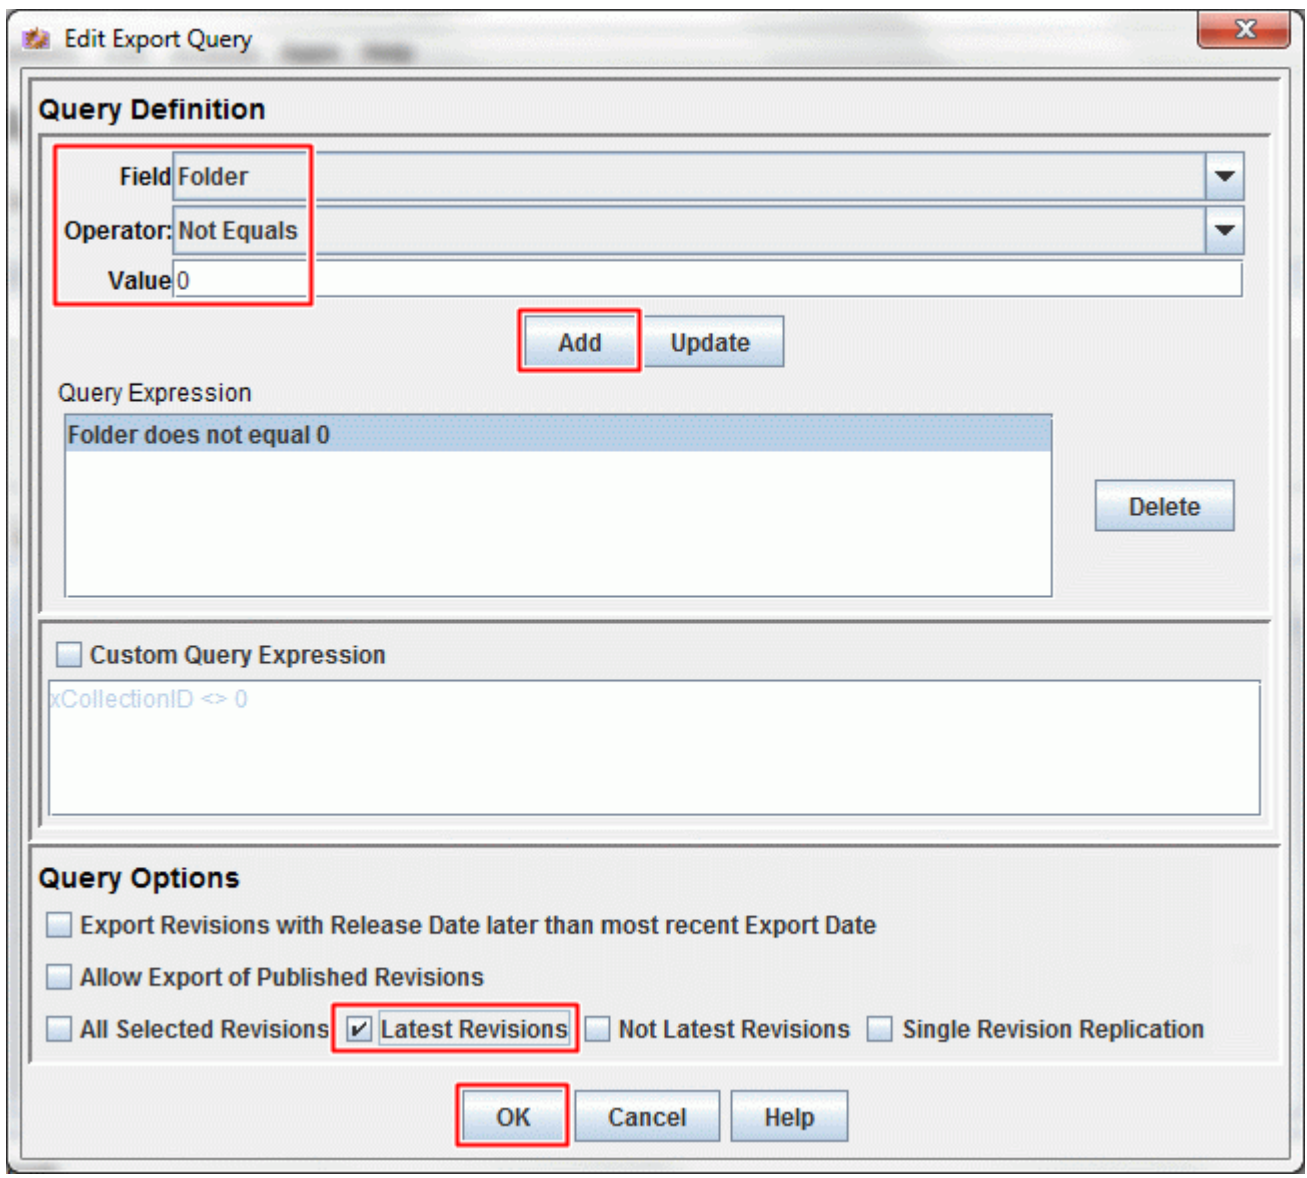 Edit Export Query
Query Definition
Field Folder
Operator: Not Equals
Value 0
Add Update
Query Expression
Folder does not equal 0
Delete
Custom Query Expression
xCollectionID <> 0
Query Options
Export Revisions with Release Date later than most recent Export Date
Allow Export of Published Revisions
All Selected Revisions Latest Revisions Not Latest Revisions Single Revision Replication
OK Cancel Help